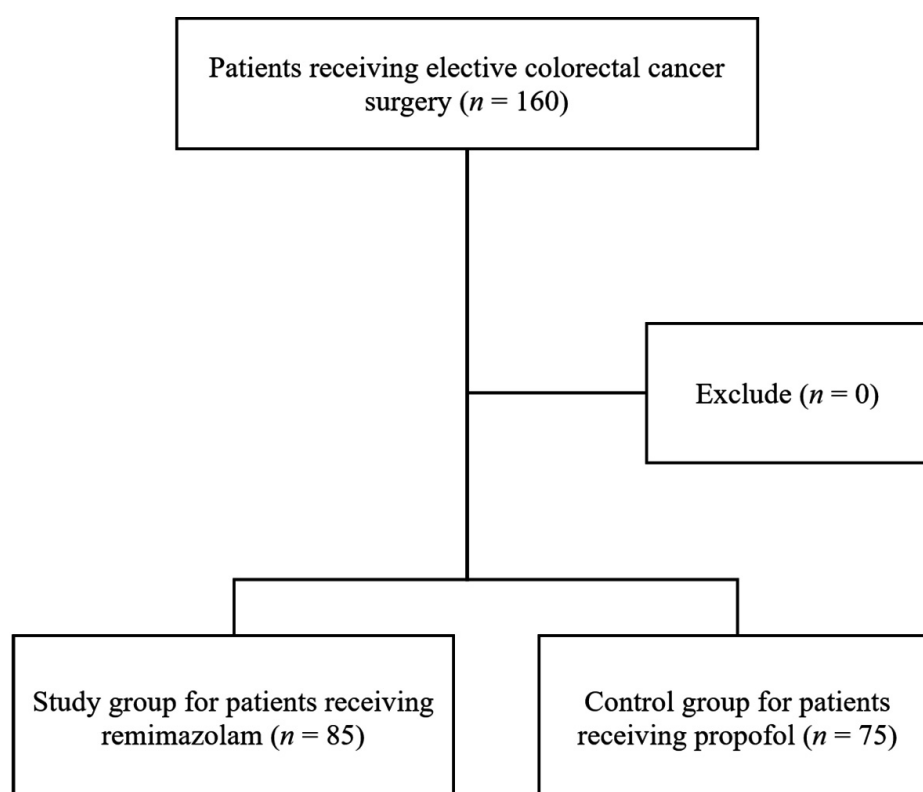 Patients receiving elective colorectal cancer
surgery (n = 160)
Exclude (n = 0)
Study group for patients receiving
remimazolam (n = 85)
Control group for patients
receiving propofol (n = 75)